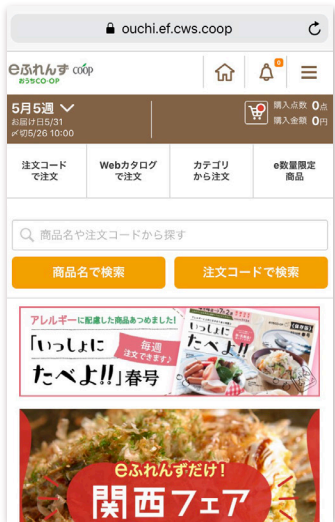 ouchi.ef.cws.coop
eふれんず coop
おうちCO・OP
5月5週
お届け日5/31
〆切5/26 10:00
購入点数 0点
購入金額 0円
注文コードで注文
Webカタログで注文
カテゴリから注文
e数量限定商品
商品名や注文コードから探す
商品名で検索
注文コードで検索
アレルギーに配慮した商品あつめました!
「いっしょに
たべよ!!」春号
毎週
注文できます♪
いっしょに
たべよ!!
保存版
eふれんずだけ!
関西フェア